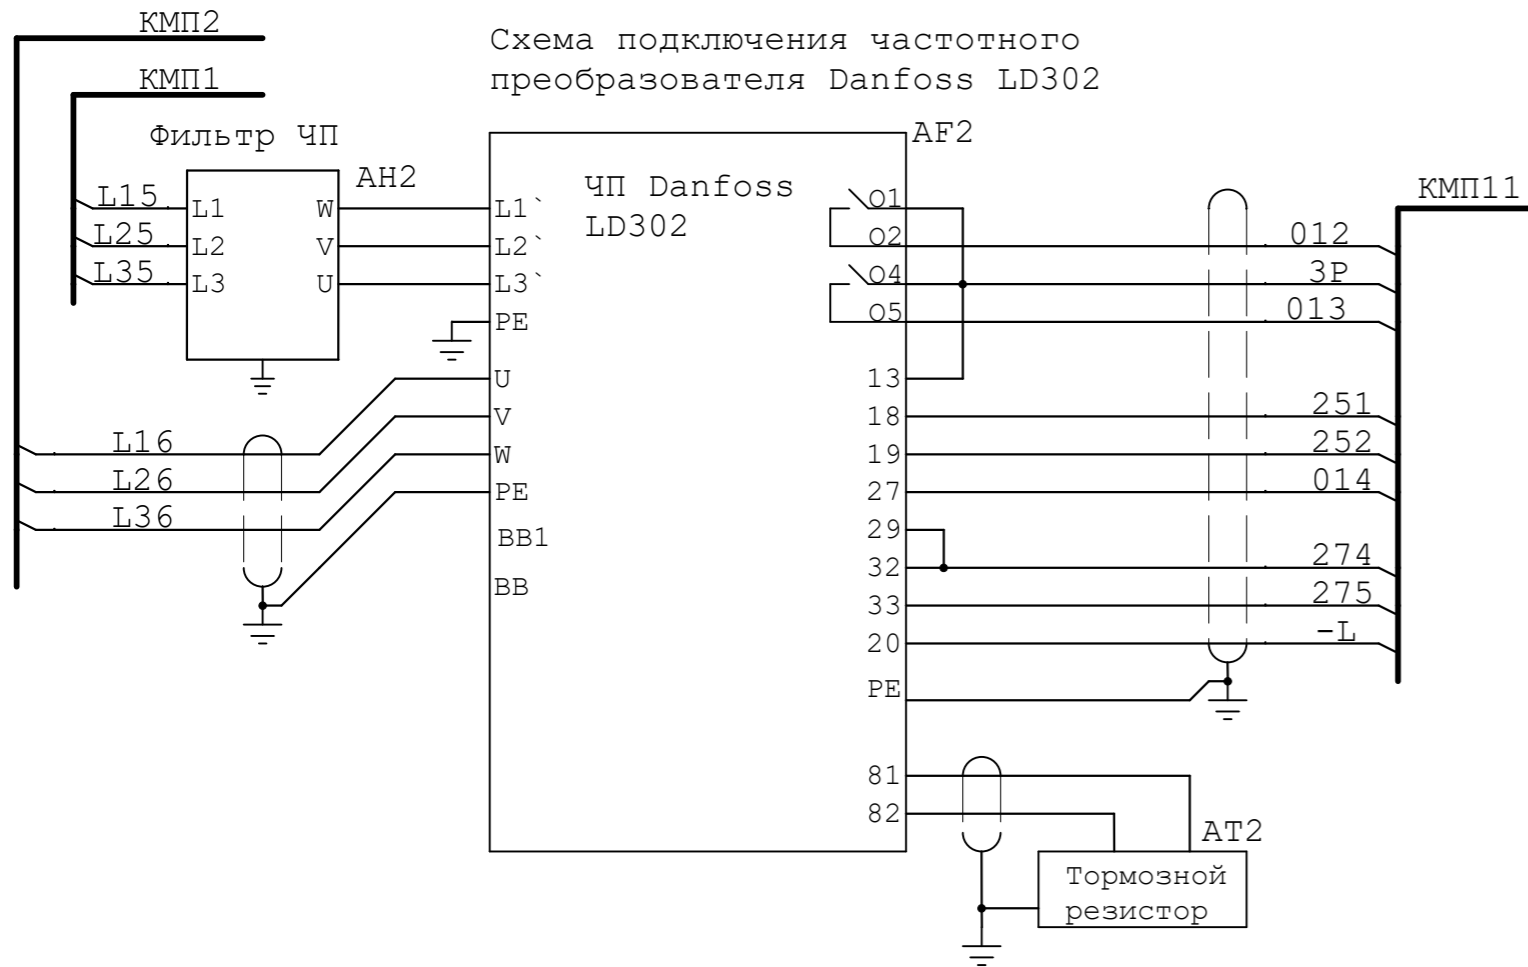 КМП2
Схема подключения частотного
преобразователя Danfoss LD302
КМП1
Фильтр ЧП
AH2
AF2
ЧП Danfoss
LD302
КМП11
L15
L25
L35
L1
L2
L3
W
V
U
L1`
L2`
L3`
PE
U
V
W
PE
BB1
BB
L16
L26
L36
O1
O2
O4
O5
13
18
19
27
29
32
33
20
PE
81
82
012
3P
013
251
252
014
274
275
-L
AT2
Тормозной
резистор